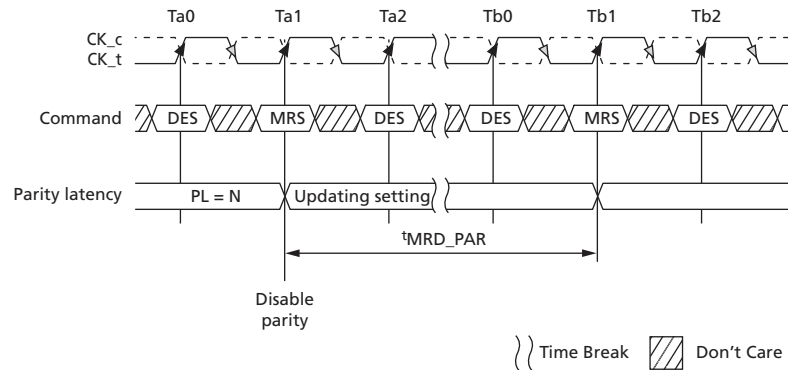 Ta0 Ta1 Ta2 Tb0 Tb1 Tb2
CK_c
CK_t
Command DES MRS DES DES MRS DES
Parity latency PL = N Updating setting
tMRD_PAR
Disable
parity
Time Break Don't Care